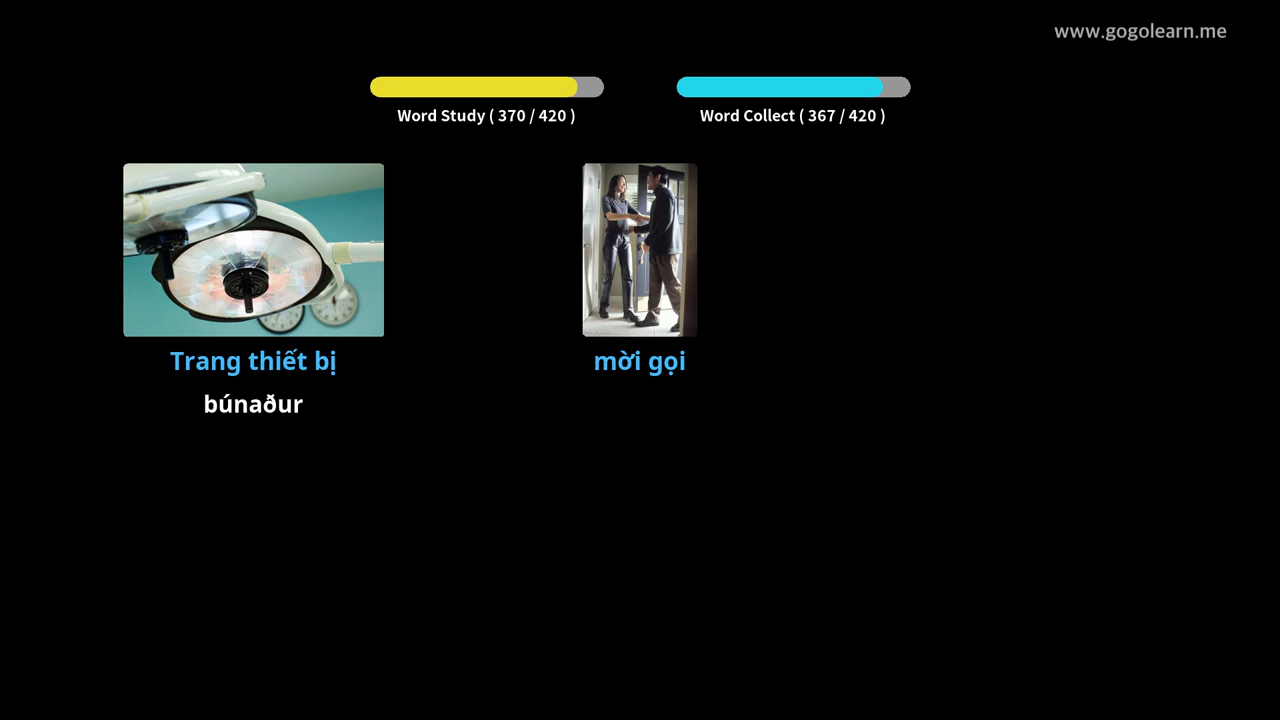 www.gogolearn.me
Word Study ( 370 / 420 )
Word Collect ( 367 / 420 )
Trang thiết bị
mời gọi
búnaður